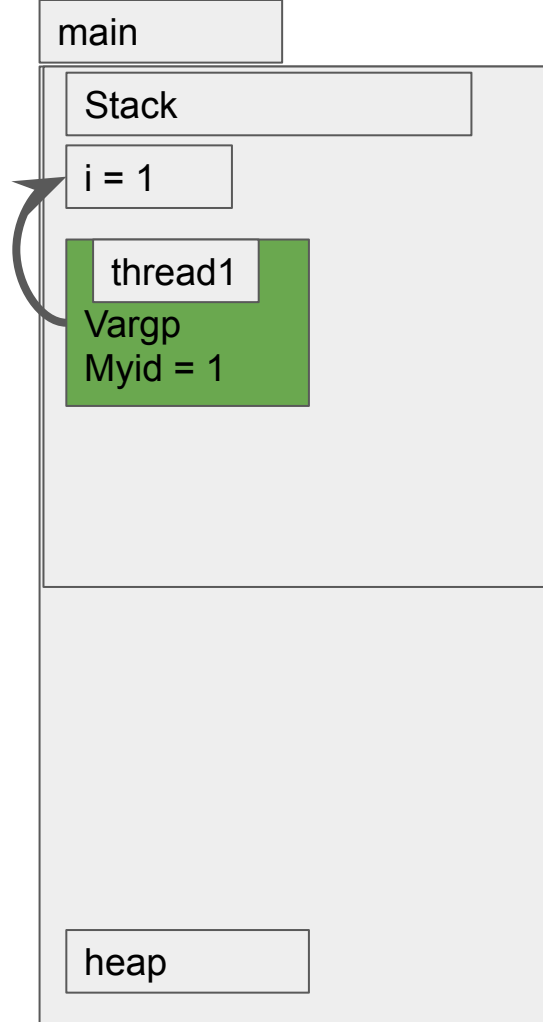 main
Stack
i = 1
thread1
Vargp
Myid = 1
heap